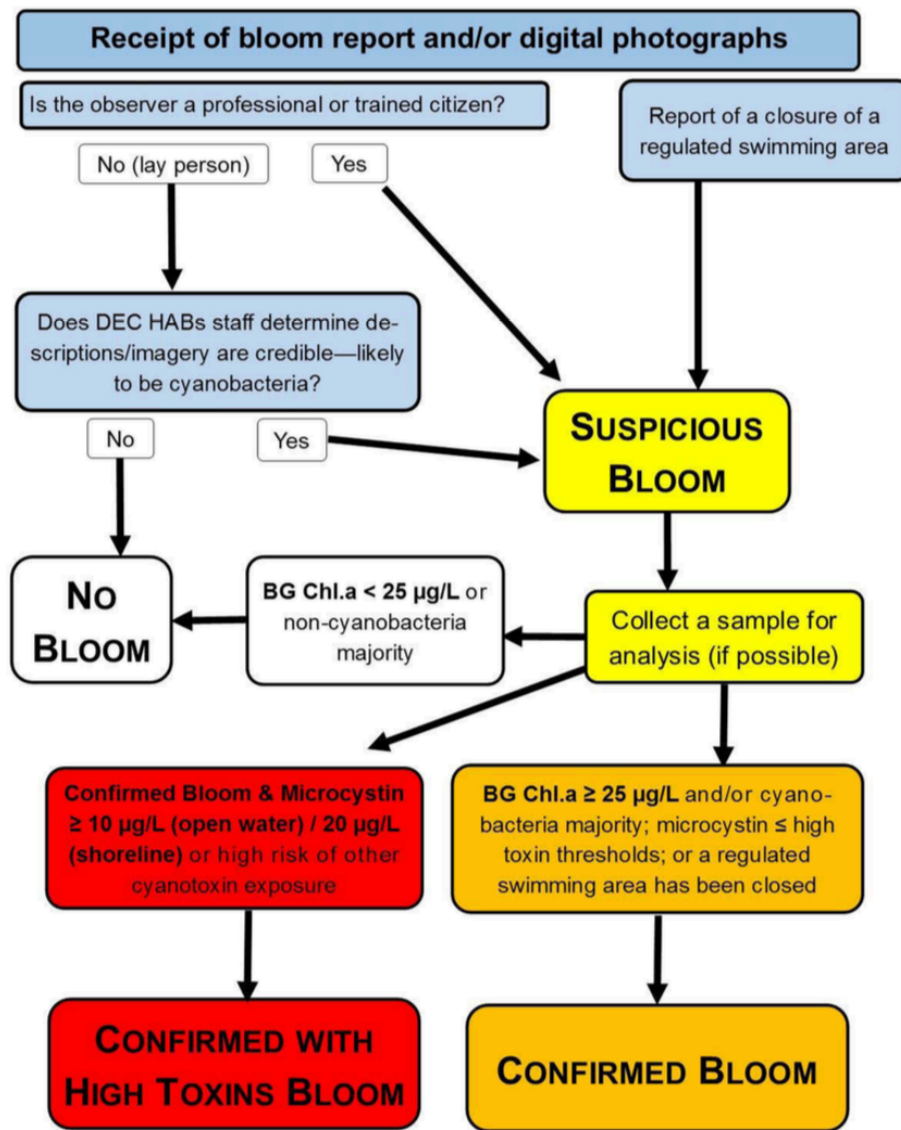 Receipt of bloom report and/or digital photographs
Is the observer a professional or trained citizen?
Report of a closure of a
regulated swimming area
No (lay person)
Yes
Does DEC HABs staff determine de-
scriptions/imagery are credible—likely
to be cyanobacteria?
No
Yes
SUSPICIOUS
BLOOM
NO
BLOOM
BG Chl.a < 25 µg/L or
non-cyanobacteria
majority
Collect a sample for
analysis (if possible)
Confirmed Bloom & Microcystin
≥ 10 µg/L (open water) / 20 µg/L
(shoreline) or high risk of other
cyanotoxin exposure
BG Chl.a ≥ 25 µg/L and/or cyano-
bacteria majority; microcystin ≤ high
toxin thresholds; or a regulated
swimming area has been closed
CONFIRMED WITH
HIGH TOXINS BLOOM
CONFIRMED BLOOM